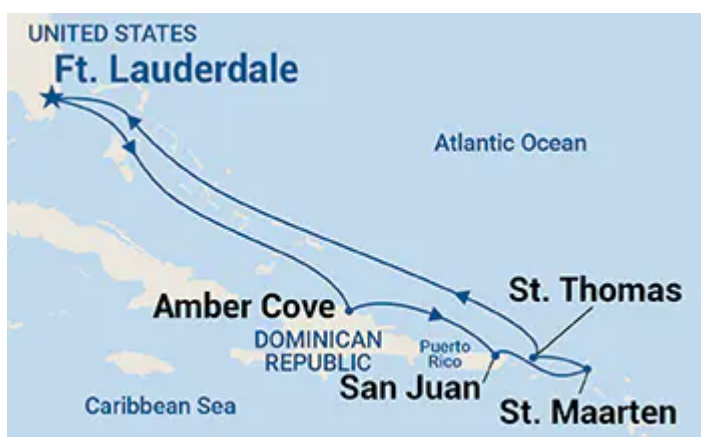 UNITED STATES
Ft. Lauderdale
Atlantic Ocean
St. Thomas
Amber Cove
DOMINICAN
REPUBLIC
Puerto
Rico
San Juan
St. Maarten
Caribbean Sea